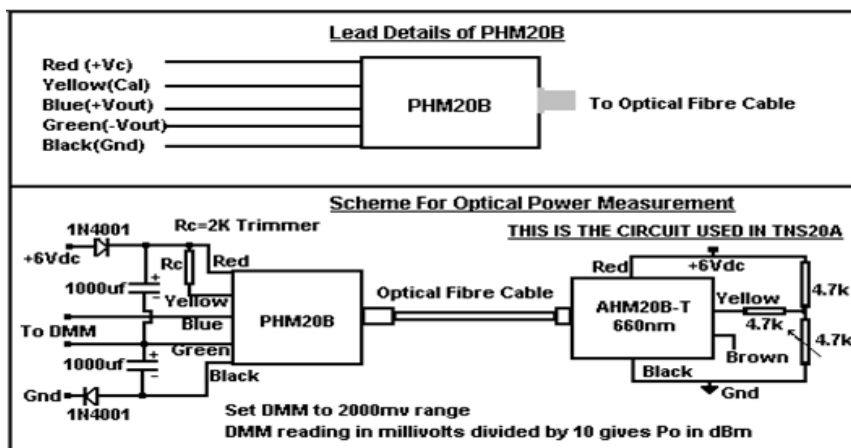 Lead Details of PHM20B
Red (+Vc)
Yellow(Cal)
Blue(+Vout)
Green(-Vout)
Black(Gnd)
PHM20B
To Optical Fibre Cable
Scheme For Optical Power Measurement
1N4001
Rc=2K Trimmer
THIS IS THE CIRCUIT USED IN TNS20A
+6Vdc
Rc
Red
1000uf
+
-
Yellow
Blue
To DMM
Green
PHM20B
Optical Fibre Cable
Red
+6Vdc
4.7k
AHM20B-T
660nm
Yellow
4.7k
4.7k
Brown
1000uf
+
-
Black
Black
Gnd
Gnd
1N4001
Set DMM to 2000mv range
DMM reading in millivolts divided by 10 gives Po in dBm